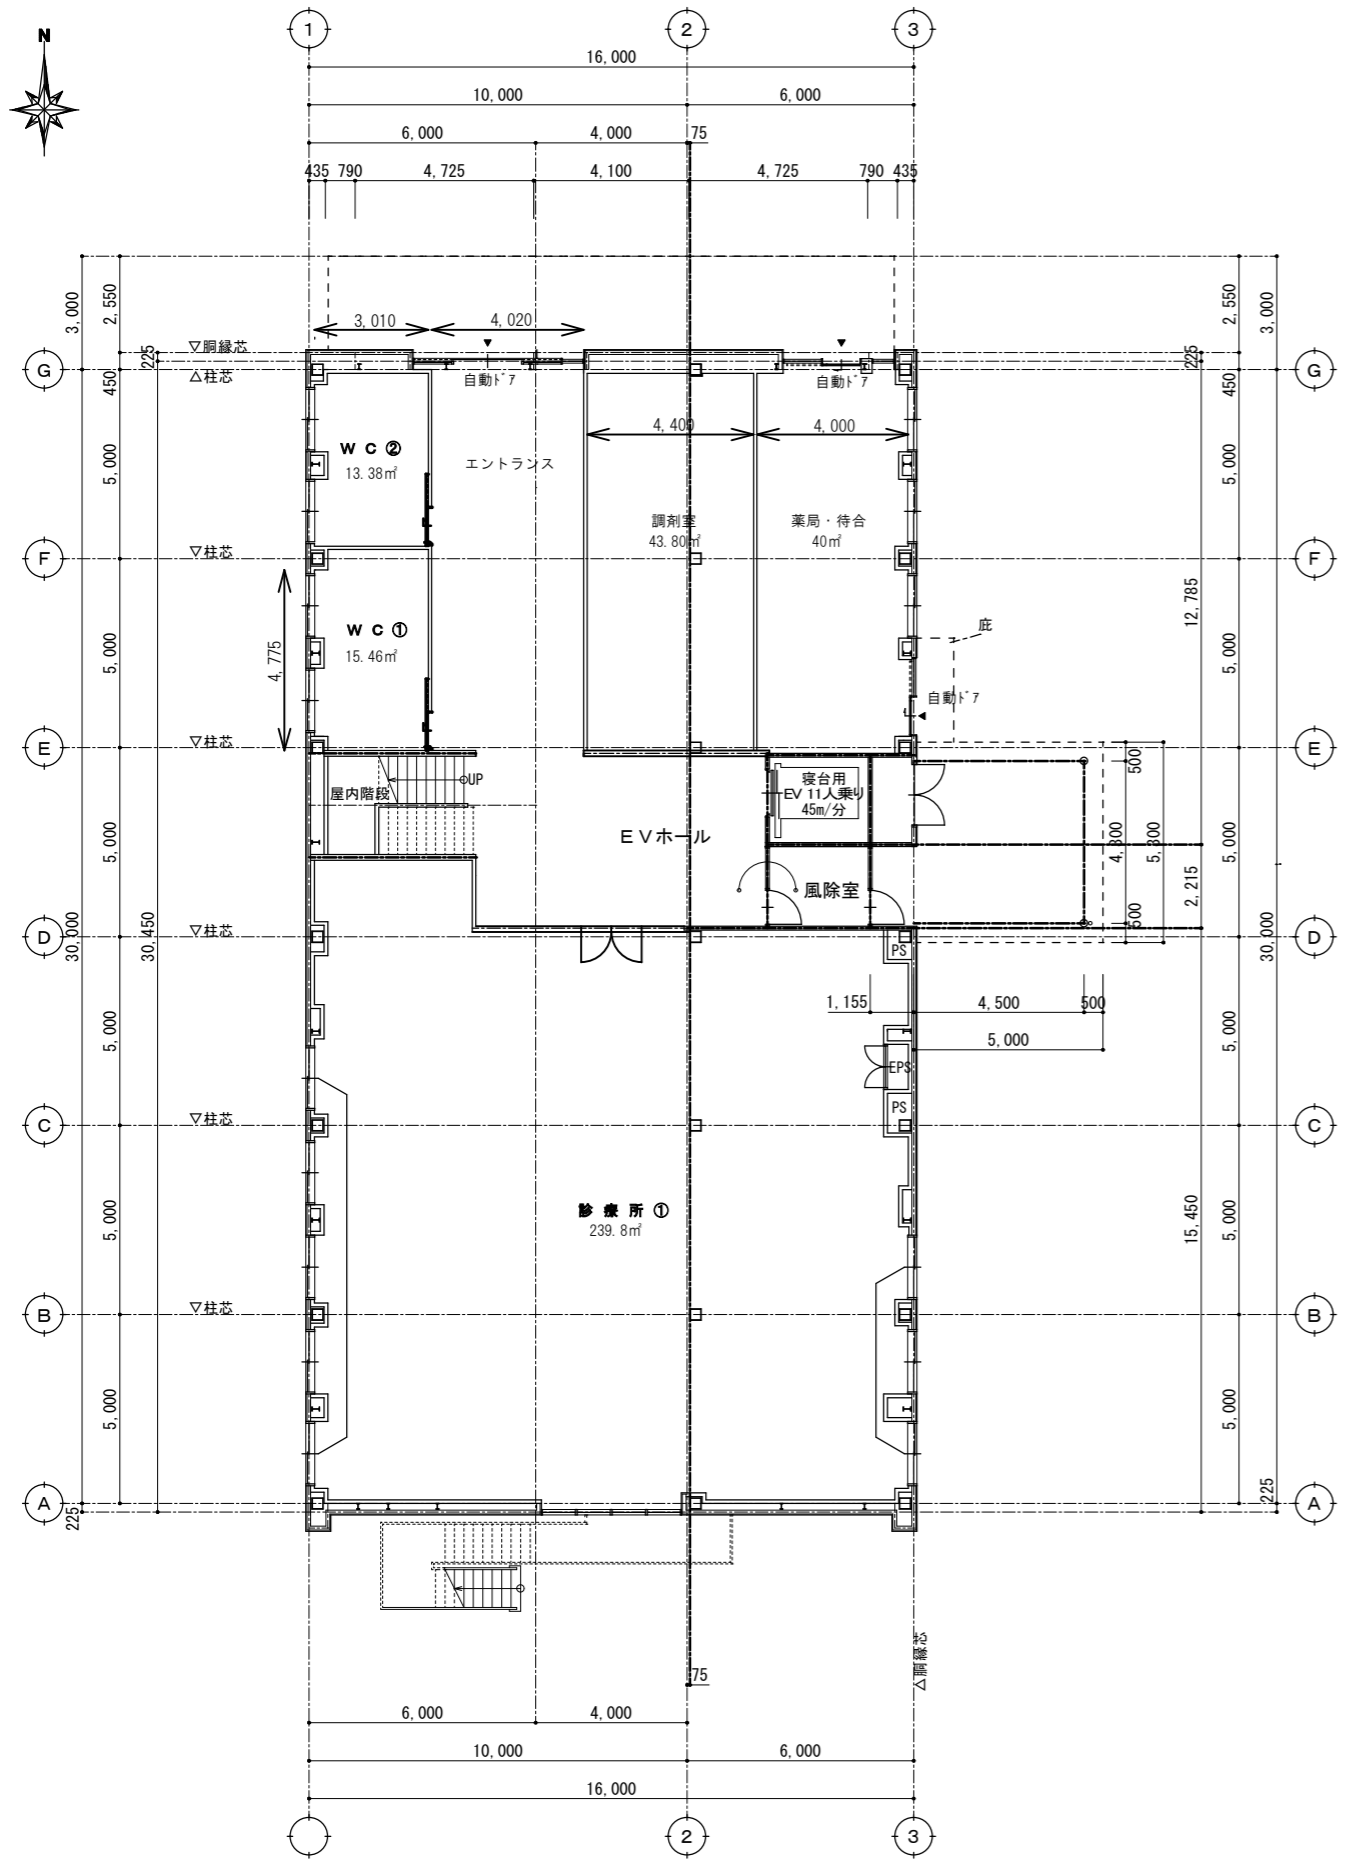 N
1
2
3
16,000
10,000
6,000
6,000
4,000
75
435
790
4,725
4,100
4,725
790
435
3,000
2,550
225
450
▽胴縁芯
△柱芯
3,010
4,020
自動ドア
自動ドア
2,550
3,000
225
450
G
G
5,000
WC②
13.38㎡
エントランス
4,400
4,000
調剤室
43.80㎡
薬局・待合
40㎡
5,000
F
▽柱芯
F
12,785
5,000
4,775
WC①
15.46㎡
庇
自動ドア
5,000
E
▽柱芯
E
屋内階段
UP
EVホール
寝台用
EV 11人乗り
45m/分
風除室
500
4,800
5,800
500
2,215
5,000
5,000
D
▽柱芯
D
30,000
30,450
30,000
PS
1,155
4,500
500
5,000
5,000
5,000
EPS
PS
C
▽柱芯
C
診療所①
239.8㎡
5,000
15,450
5,000
B
▽柱芯
B
5,000
5,000
A
A
225
225
△胴縁芯
75
6,000
4,000
10,000
6,000
16,000
2
3